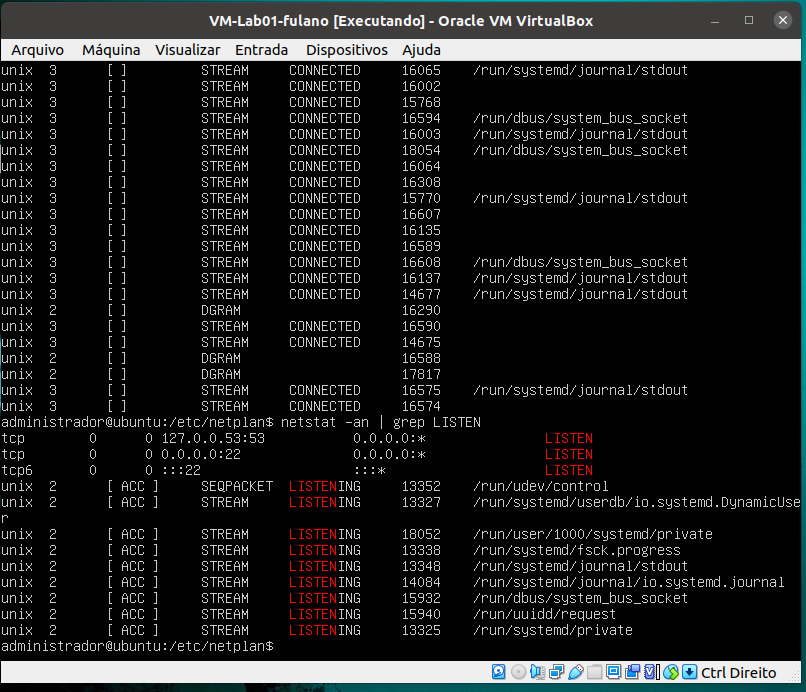 VM-Lab01-fulano [Executando] - Oracle VM VirtualBox
Arquivo Máquina Visualizar Entrada Dispositivos Ajuda
unix 3 [ ] STREAM CONNECTED 16065 /run/systemd/journal/stdout
unix 3 [ ] STREAM CONNECTED 16002
unix 3 [ ] STREAM CONNECTED 15768
unix 3 [ ] STREAM CONNECTED 16594 /run/dbus/system_bus_socket
unix 3 [ ] STREAM CONNECTED 16003 /run/systemd/journal/stdout
unix 3 [ ] STREAM CONNECTED 18054 /run/dbus/system_bus_socket
unix 3 [ ] STREAM CONNECTED 16064
unix 3 [ ] STREAM CONNECTED 16308
unix 3 [ ] STREAM CONNECTED 15770 /run/systemd/journal/stdout
unix 3 [ ] STREAM CONNECTED 16607
unix 3 [ ] STREAM CONNECTED 16135
unix 3 [ ] STREAM CONNECTED 16589
unix 3 [ ] STREAM CONNECTED 16608 /run/dbus/system_bus_socket
unix 3 [ ] STREAM CONNECTED 16137 /run/systemd/journal/stdout
unix 3 [ ] STREAM CONNECTED 14677 /run/systemd/journal/stdout
unix 2 [ ] DGRAM 16290
unix 3 [ ] STREAM CONNECTED 16590
unix 3 [ ] STREAM CONNECTED 14675
unix 2 [ ] DGRAM 16588
unix 2 [ ] DGRAM 17817
unix 3 [ ] STREAM CONNECTED 16575 /run/systemd/journal/stdout
unix 3 [ ] STREAM CONNECTED 16574
administrador@ubuntu:/etc/netplan$ netstat -an | grep LISTEN
tcp 0 0 127.0.0.53:53 0.0.0.0:* LISTEN
tcp 0 0 0.0.0.0:22 0.0.0.0:* LISTEN
tcp6 0 0 :::22 :::* LISTEN
unix 2 [ ACC ] SEQPACKET LISTENING 13352 /run/udev/control
unix 2 [ ACC ] STREAM LISTENING 13327 /run/systemd/userdb/io.systemd.DynamicUse
r
unix 2 [ ACC ] STREAM LISTENING 18052 /run/user/1000/systemd/private
unix 2 [ ACC ] STREAM LISTENING 13338 /run/systemd/fsck.progress
unix 2 [ ACC ] STREAM LISTENING 13348 /run/systemd/journal/stdout
unix 2 [ ACC ] STREAM LISTENING 14084 /run/systemd/journal/io.systemd.journal
unix 2 [ ACC ] STREAM LISTENING 15932 /run/dbus/system_bus_socket
unix 2 [ ACC ] STREAM LISTENING 15940 /run/uuidd/request
unix 2 [ ACC ] STREAM LISTENING 13325 /run/systemd/private
administrador@ubuntu:/etc/netplan$
Ctrl Direito